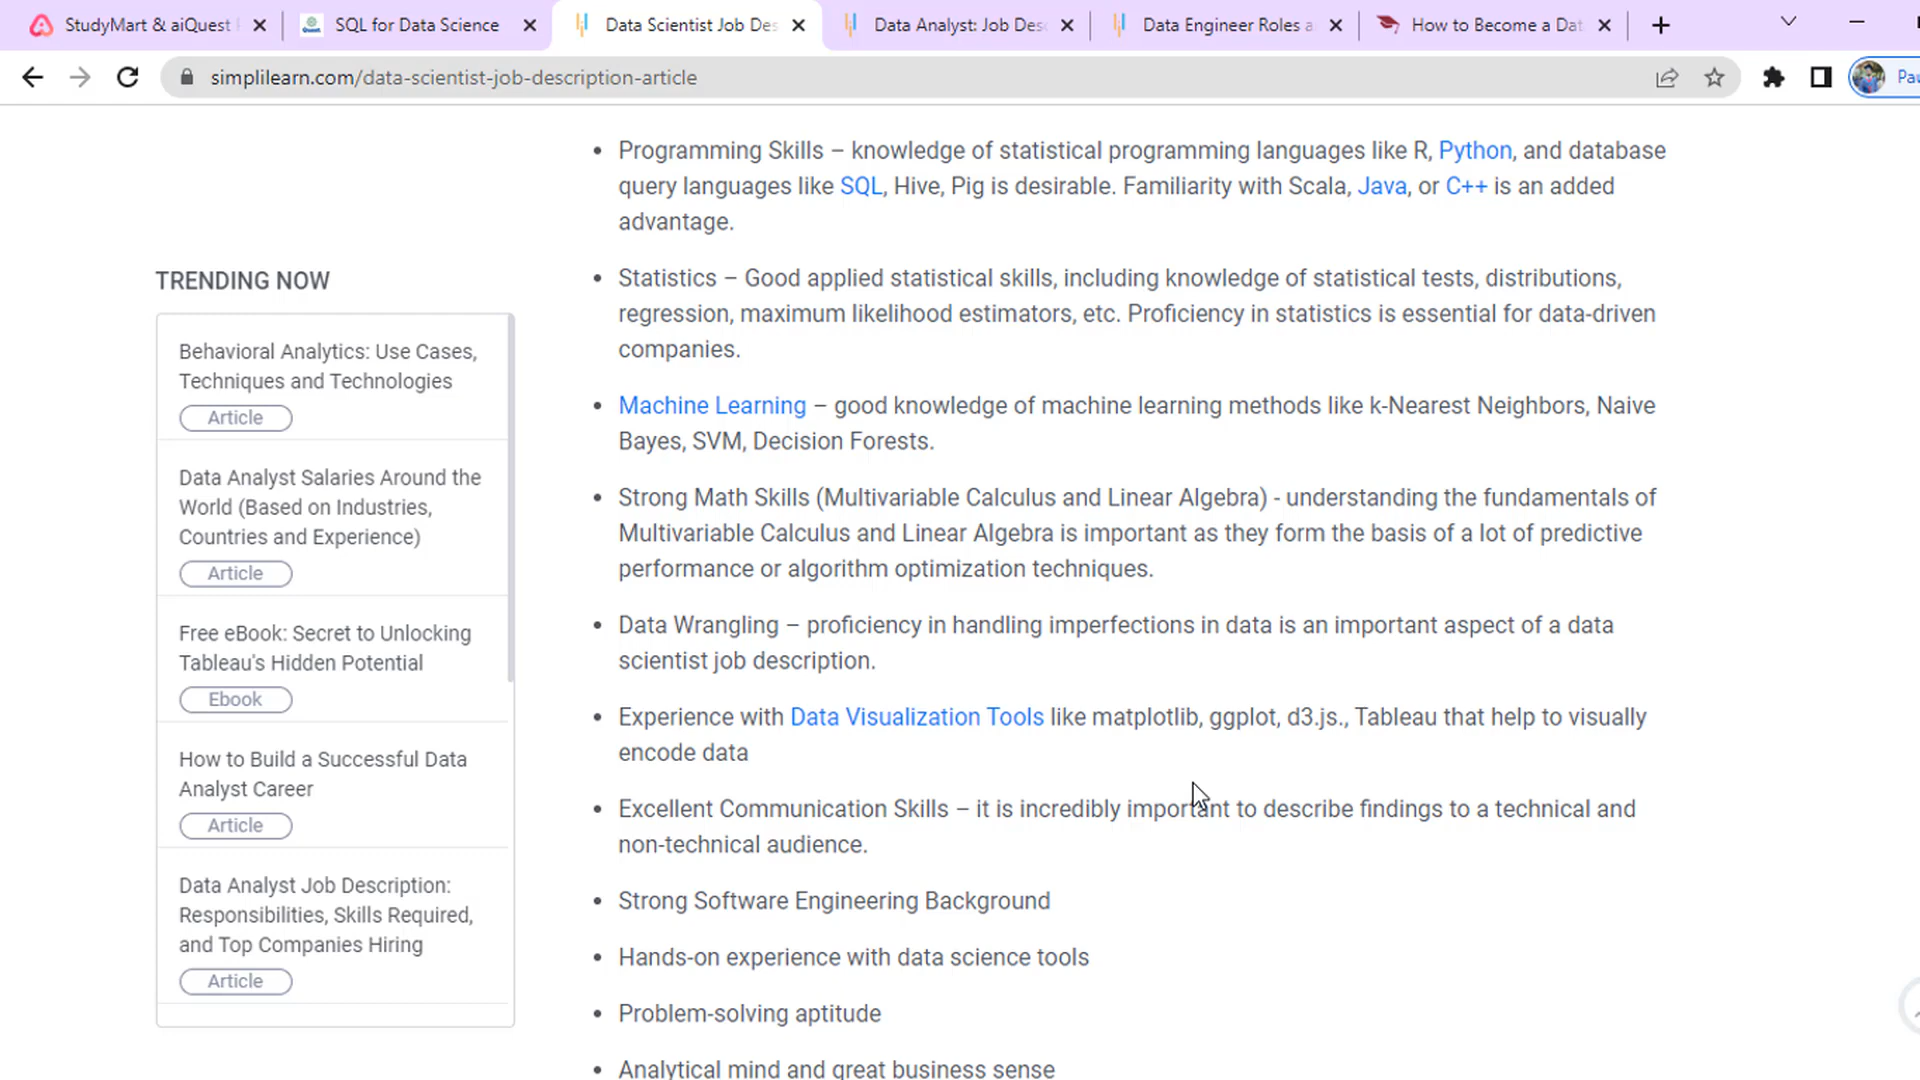 StudyMart & aiQuest
SQL for Data Science
Data Scientist Job Des
Data Analyst: Job Desc
Data Engineer Roles a
How to Become a Dat
simplilearn.com/data-scientist-job-description-article
Pau
• Programming Skills – knowledge of statistical programming languages like R, Python, and database
query languages like SQL, Hive, Pig is desirable. Familiarity with Scala, Java, or C++ is an added
advantage.
• Statistics – Good applied statistical skills, including knowledge of statistical tests, distributions,
regression, maximum likelihood estimators, etc. Proficiency in statistics is essential for data-driven
companies.
• Machine Learning – good knowledge of machine learning methods like k-Nearest Neighbors, Naive
Bayes, SVM, Decision Forests.
• Strong Math Skills (Multivariable Calculus and Linear Algebra) - understanding the fundamentals of
Multivariable Calculus and Linear Algebra is important as they form the basis of a lot of predictive
performance or algorithm optimization techniques.
• Data Wrangling – proficiency in handling imperfections in data is an important aspect of a data
scientist job description.
• Experience with Data Visualization Tools like matplotlib, ggplot, d3.js., Tableau that help to visually
encode data
• Excellent Communication Skills – it is incredibly important to describe findings to a technical and
non-technical audience.
• Strong Software Engineering Background
• Hands-on experience with data science tools
• Problem-solving aptitude
• Analytical mind and great business sense
TRENDING NOW
Behavioral Analytics: Use Cases,
Techniques and Technologies
Article
Data Analyst Salaries Around the
World (Based on Industries,
Countries and Experience)
Article
Free eBook: Secret to Unlocking
Tableau's Hidden Potential
Ebook
How to Build a Successful Data
Analyst Career
Article
Data Analyst Job Description:
Responsibilities, Skills Required,
and Top Companies Hiring
Article